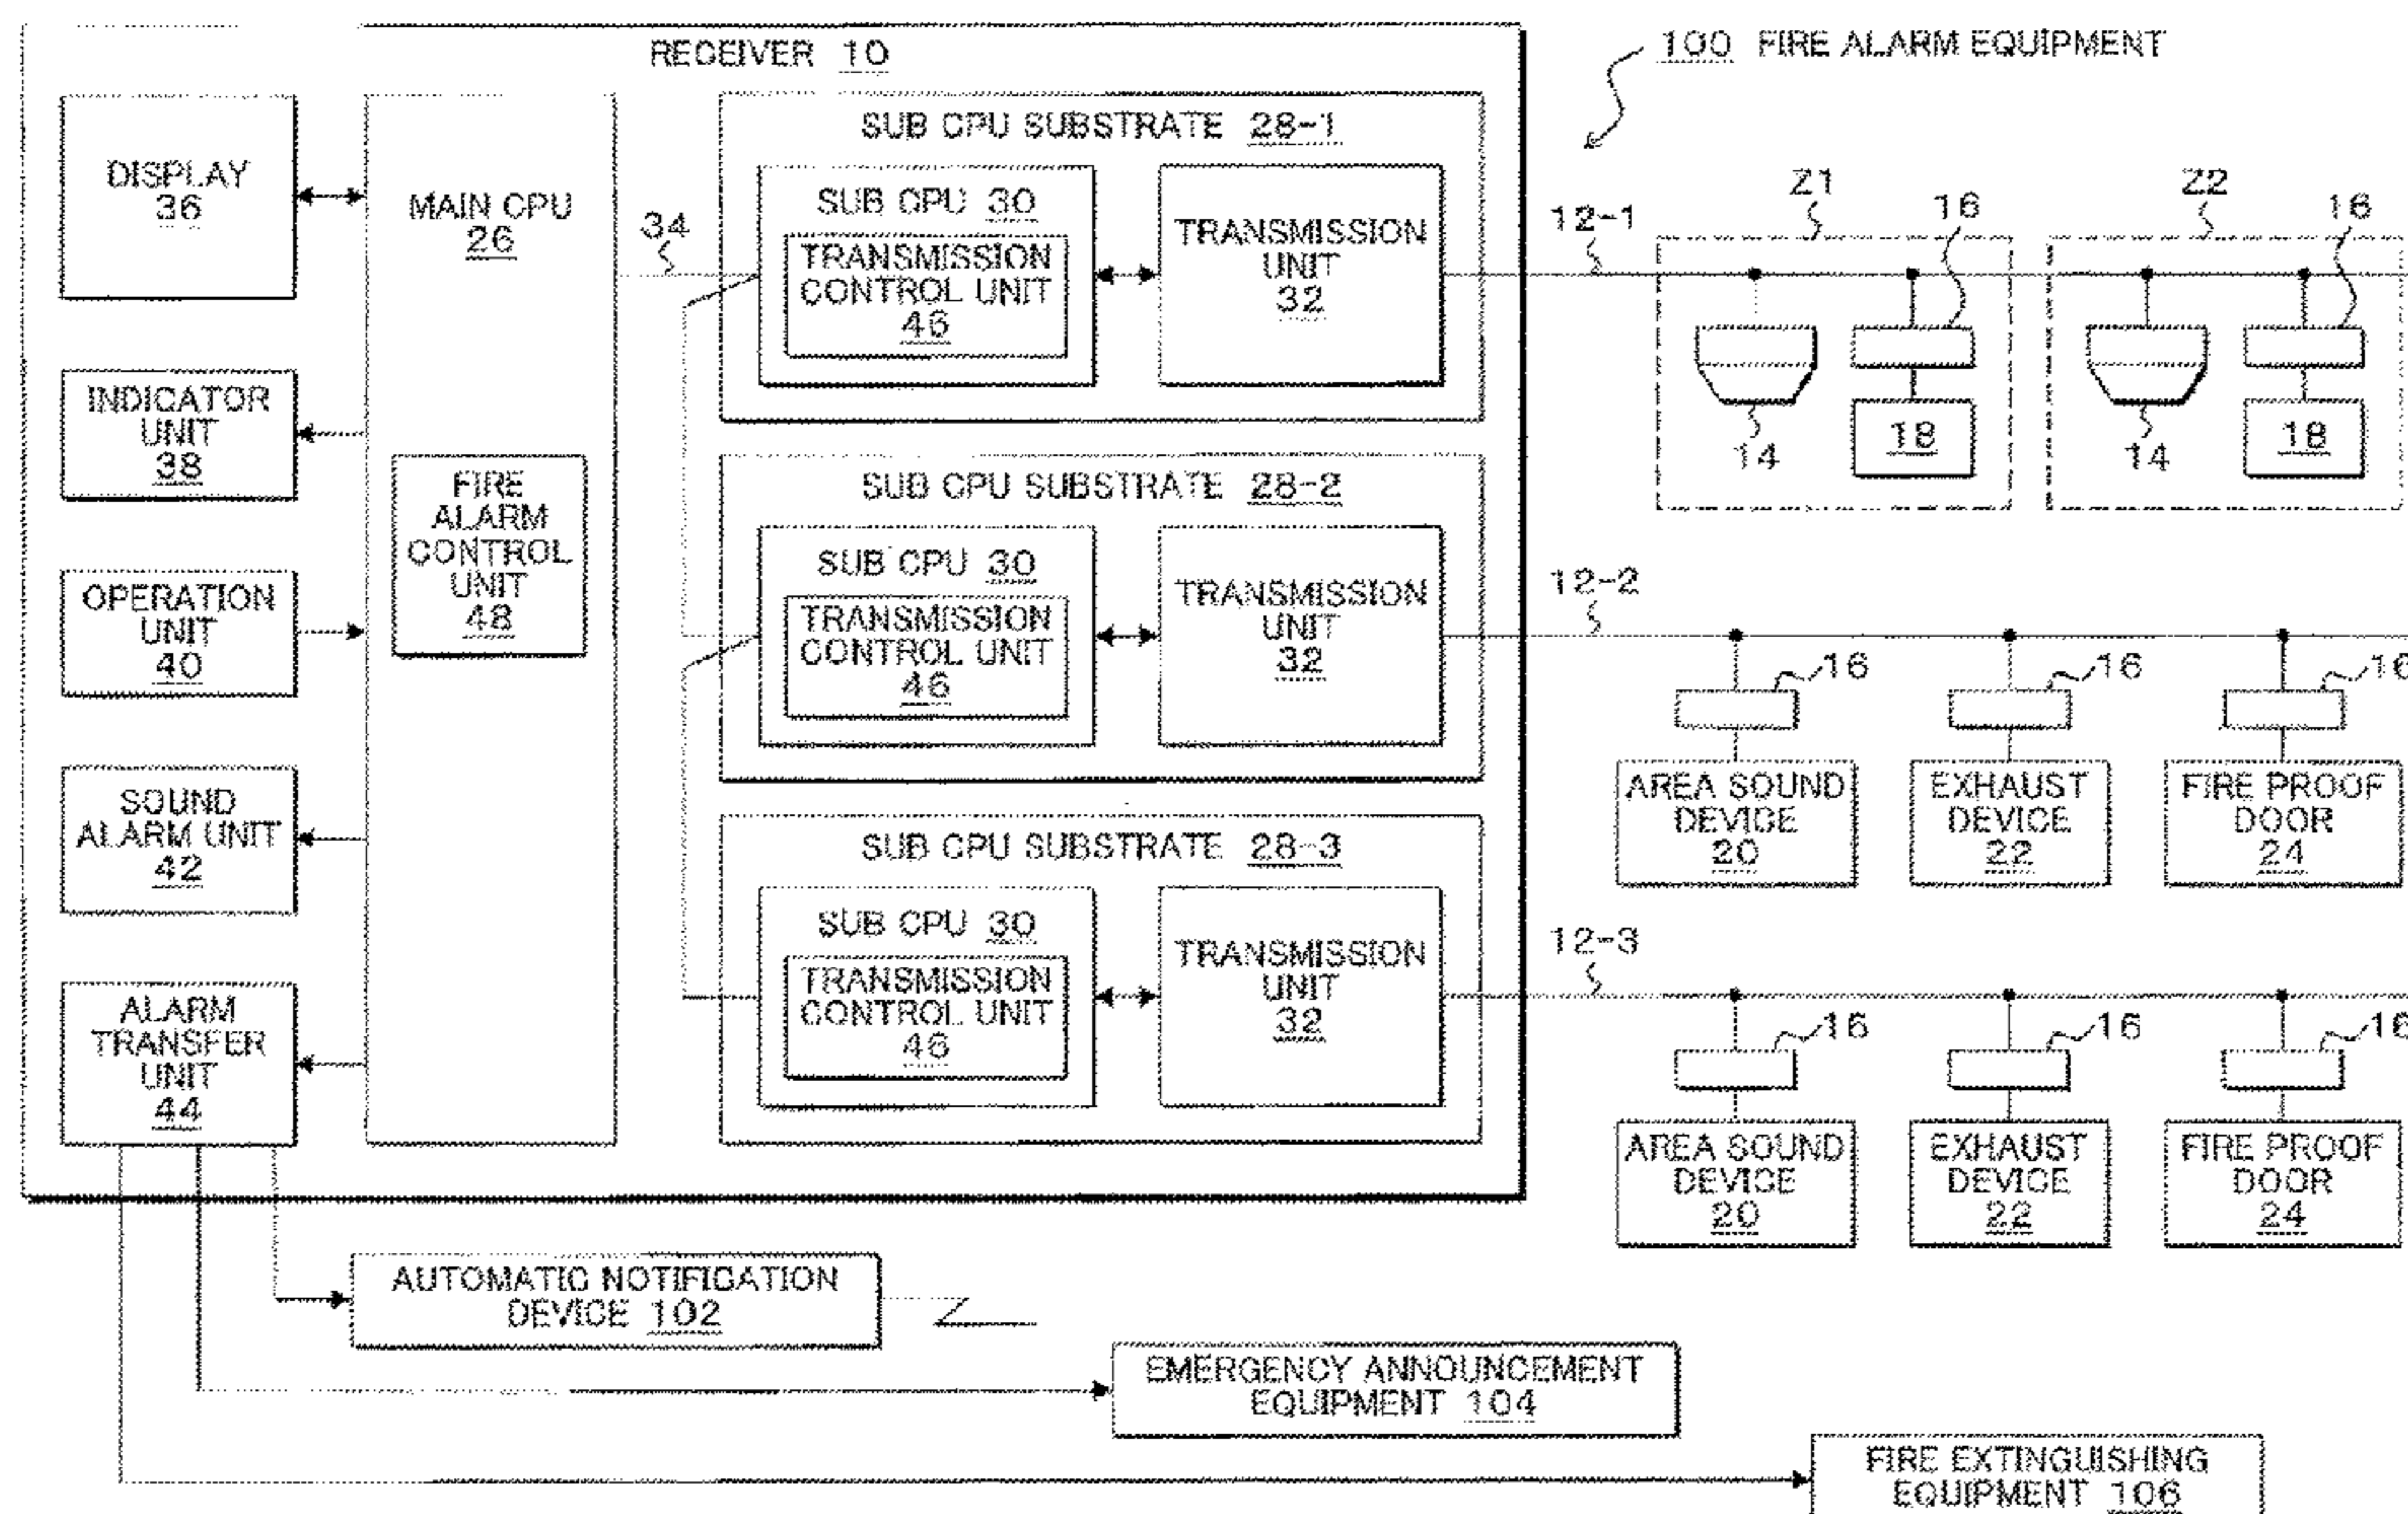 RECEIVER 10
100 FIRE ALARM EQUIPMENT
DISPLAY
36
INDICATOR
UNIT
38
OPERATION
UNIT
40
SOUND
ALARM UNIT
42
ALARM
TRANSFER
UNIT
44
MAIN CPU
26
FIRE
ALARM
CONTROL
UNIT
48
34
SUB CPU SUBSTRATE 28-1
SUB CPU 30
TRANSMISSION
CONTROL UNIT
46
TRANSMISSION
UNIT
32
SUB CPU SUBSTRATE 28-2
SUB CPU 30
TRANSMISSION
CONTROL UNIT
46
TRANSMISSION
UNIT
32
SUB CPU SUBSTRATE 28-3
SUB CPU 30
TRANSMISSION
CONTROL UNIT
46
TRANSMISSION
UNIT
32
12-1
Z1
16
14
18
Z2
16
14
18
12-2
16
16
16
AREA SOUND
DEVICE
20
EXHAUST
DEVICE
22
FIRE PROOF
DOOR
24
12-3
16
16
16
AREA SOUND
DEVICE
20
EXHAUST
DEVICE
22
FIRE PROOF
DOOR
24
AUTOMATIC NOTIFICATION
DEVICE 102
EMERGENCY ANNOUNCEMENT
EQUIPMENT 104
FIRE EXTINGUISHING
EQUIPMENT 106